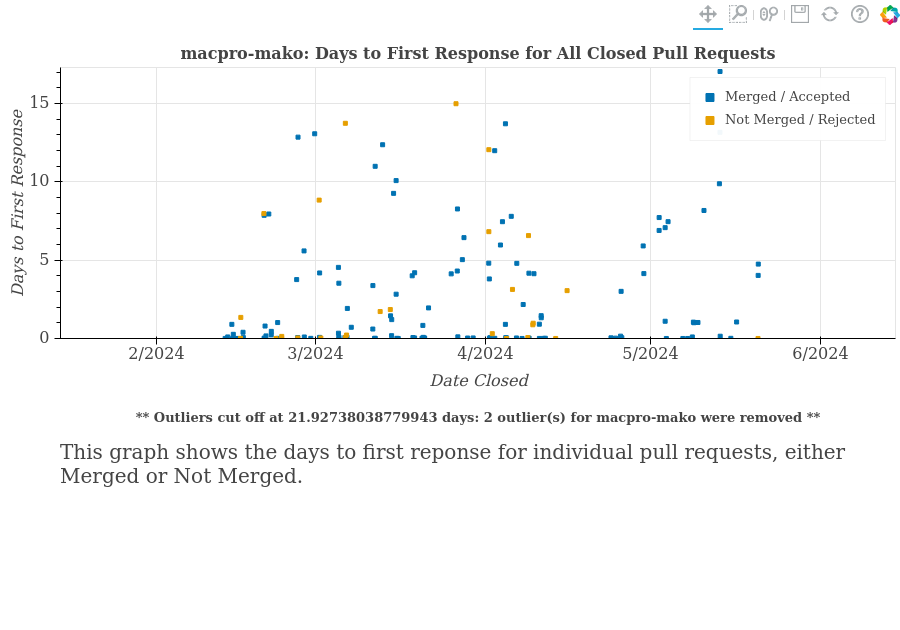 macpro-mako: Days to First Response for All Closed Pull Requests
Merged / Accepted
Not Merged / Rejected
Days to First Response
15
10
5
0
2/2024
3/2024
4/2024
5/2024
6/2024
Date Closed
** Outliers cut off at 21.92738038779943 days: 2 outlier(s) for macpro-mako were removed **
This graph shows the days to first reponse for individual pull requests, either
Merged or Not Merged.